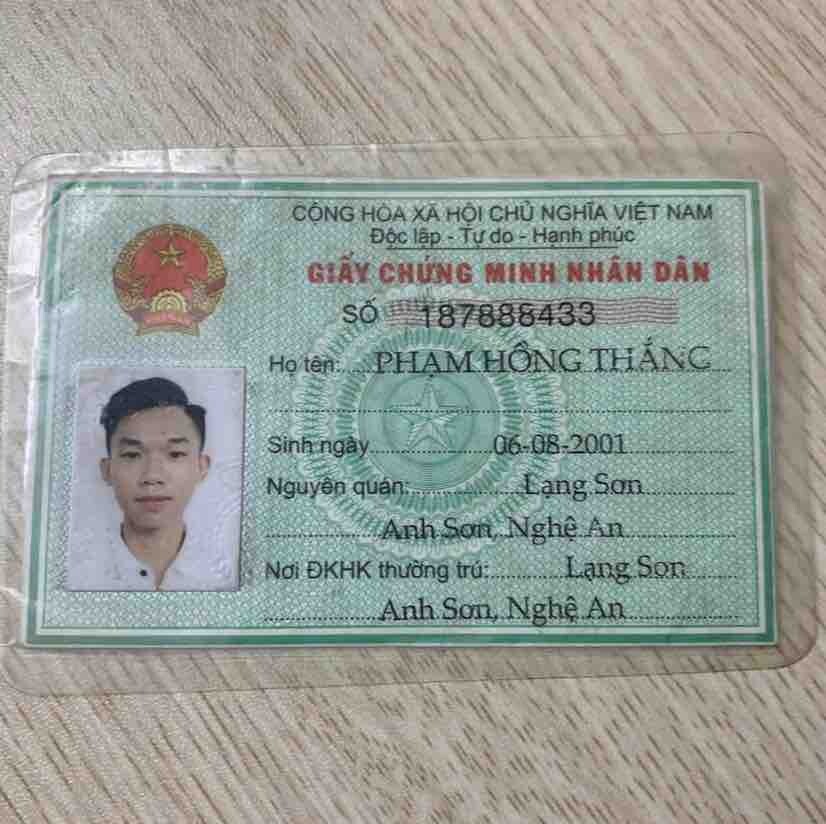 CỘNG HÒA XÃ HỘI CHỦ NGHĨA VIỆT NAM
Độc lập - Tự do - Hạnh phúc
GIẤY CHỨNG MINH NHÂN DÂN
SỐ 187888433
Họ tên: PHẠM HỒNG THẮNG
Sinh ngày 06-08-2001
Nguyên quán: Lạng Sơn
Anh Sơn, Nghệ An
Nơi ĐKHK thường trú: Lạng Sơn
Anh Sơn, Nghệ An